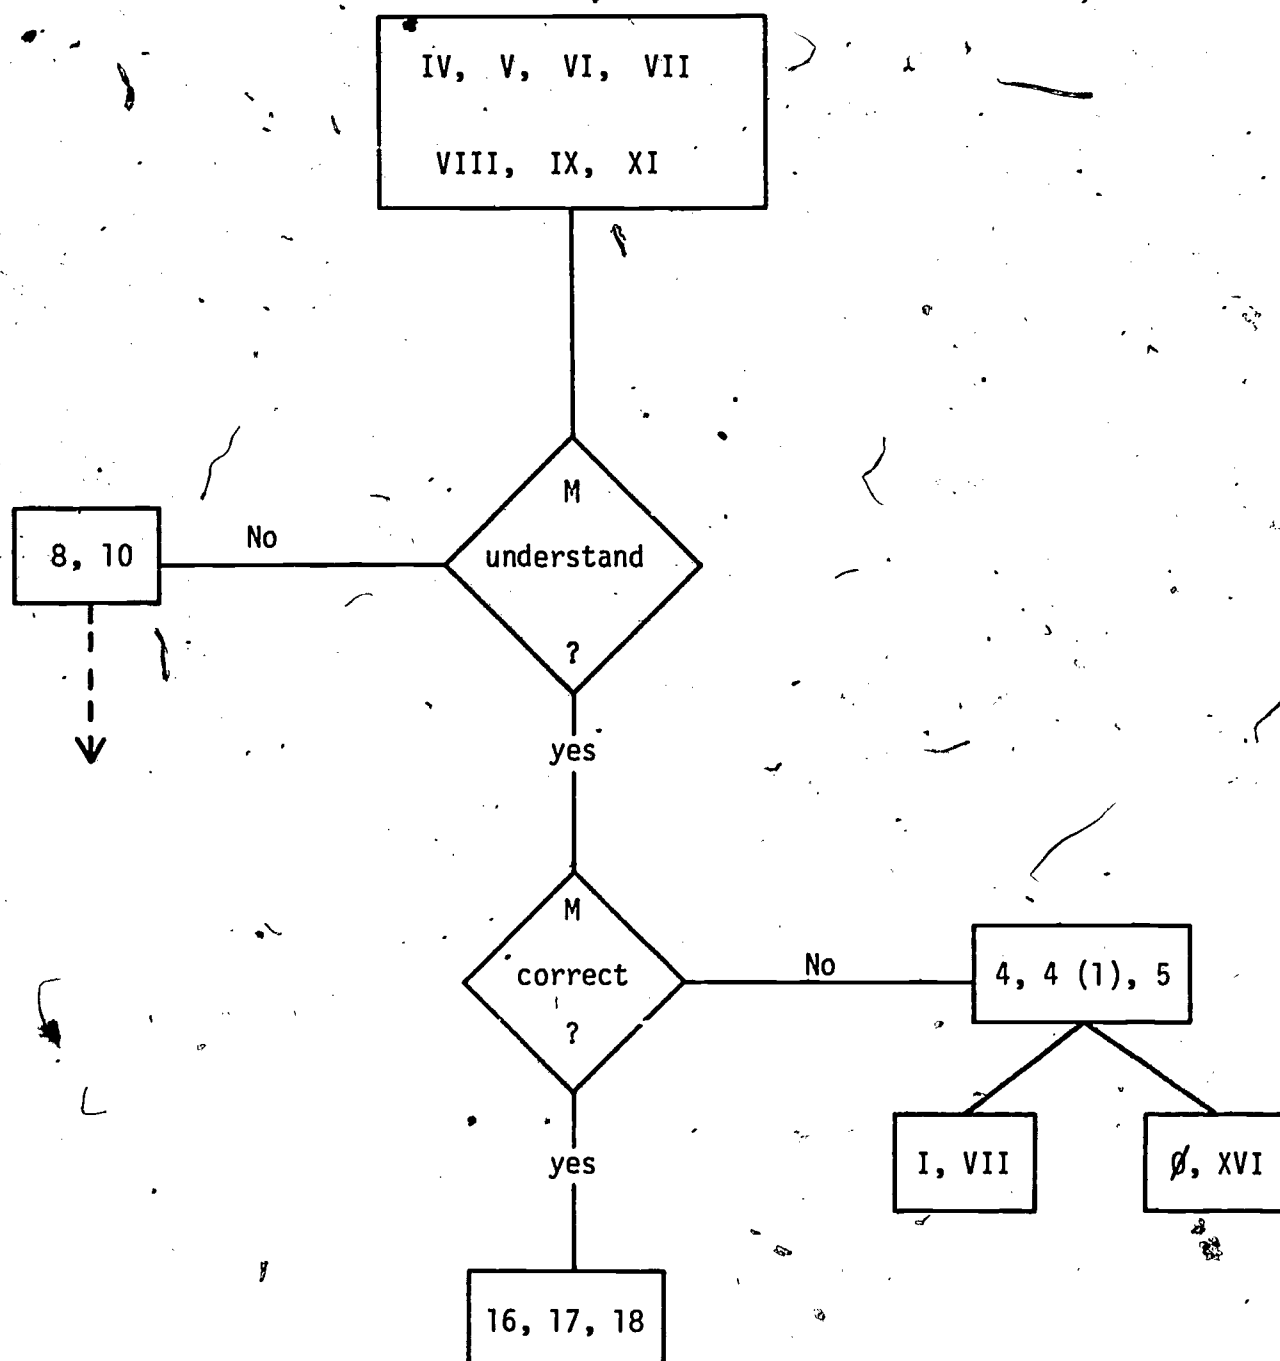 IV, V, VI, VII
VIII, IX, XI
M
understand
?
No
8, 10
yes
M
correct
?
No
4, 4 (1), 5
I, VII
Ø, XVI
yes
16, 17, 18